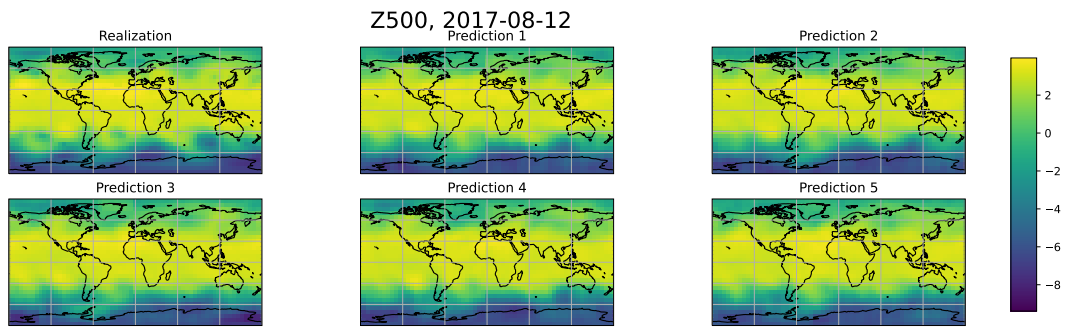 Z500, 2017-08-12
Realization
Prediction 1
Prediction 2
Prediction 3
Prediction 4
Prediction 5
2
0
−2
−4
−6
−8